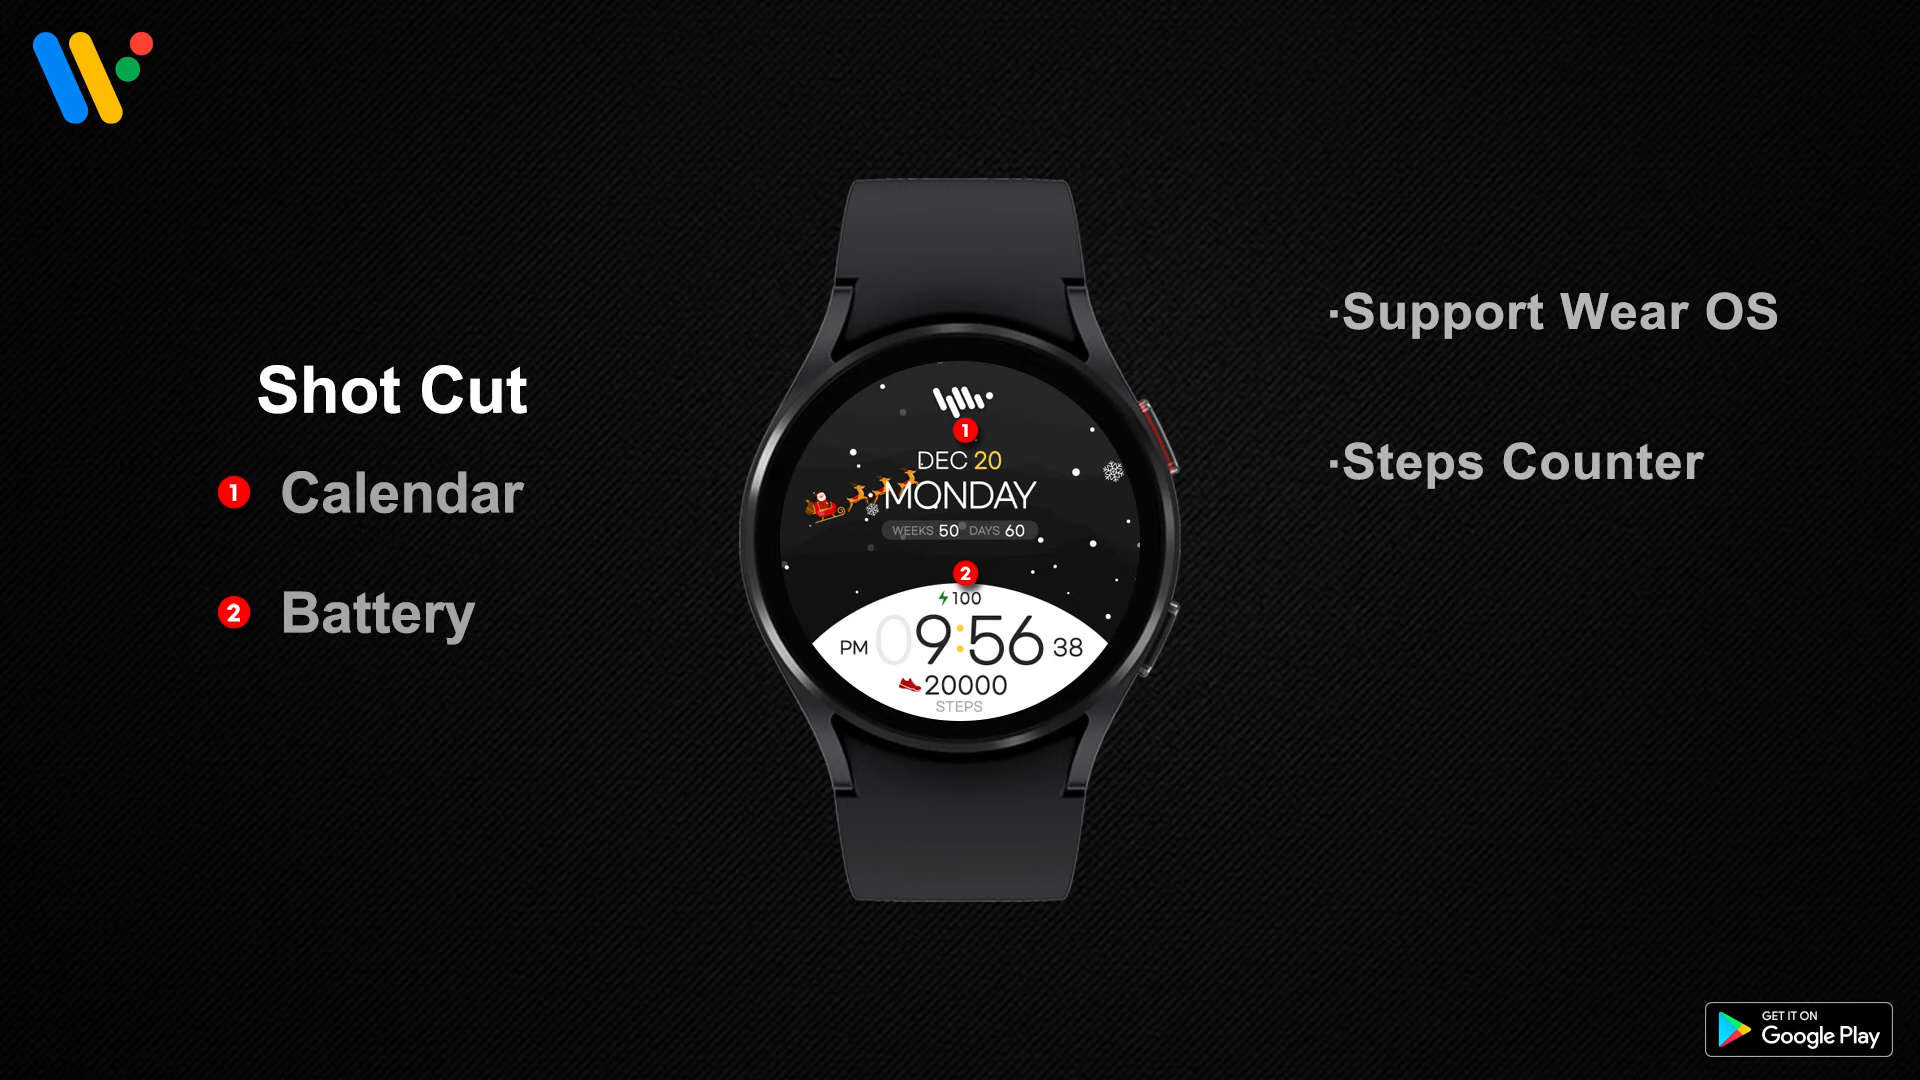 Shot Cut
1 Calendar
2 Battery
1
DEC 20
MONDAY
WEEKS 50 DAYS 60
2
100
PM 09:56 38
20000
STEPS
·Support Wear OS
·Steps Counter
GET IT ON
Google Play